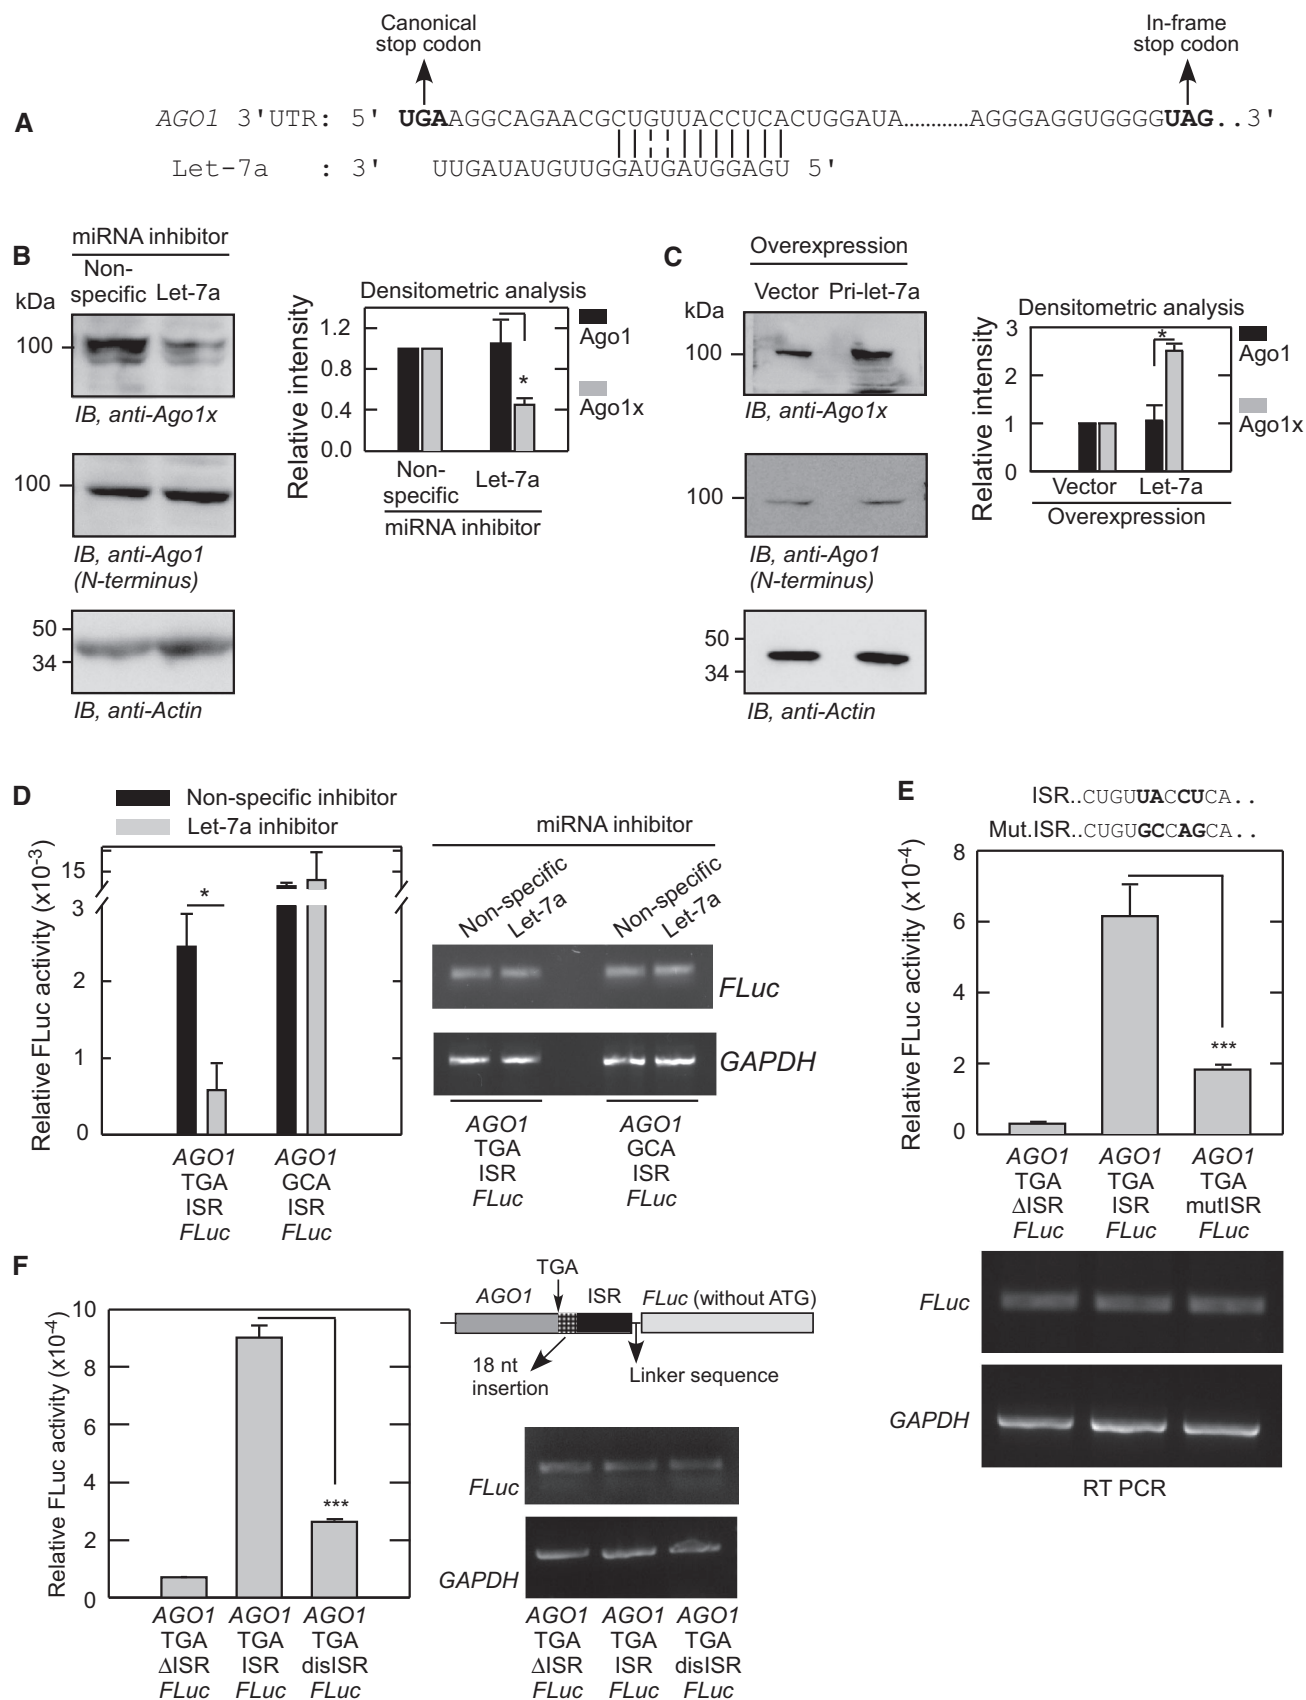 A
Canonical
stop codon
In-frame
stop codon
AGO1 3'UTR: 5' UGAAGGCAGAACGCUGUUACCUCACUGGAUA............AGGGAGGUGGGGUAG..3'
Let-7a : 3' UUGAUAUGUUGGAUGAUGGAGU 5'
B
miRNA inhibitor
Non-
specific
Let-7a
kDa
100
IB, anti-Ago1x
100
IB, anti-Ago1
(N-terminus)
50
34
IB, anti-Actin
Densitometric analysis
Relative intensity
1.2
0.8
0.4
0.0
*
Ago1
Ago1x
Non-
specific
Let-7a
miRNA inhibitor
C
Overexpression
Vector Pri-let-7a
kDa
100
IB, anti-Ago1x
100
IB, anti-Ago1
(N-terminus)
50
34
IB, anti-Actin
Densitometric analysis
Relative intensity
3
2
1
0
*
Ago1
Ago1x
Vector Let-7a
Overexpression
D
Non-specific inhibitor
Let-7a inhibitor
Relative FLuc activity (x10-3)
15
3
2
1
0
*
AGO1
TGA
ISR
FLuc
AGO1
GCA
ISR
FLuc
miRNA inhibitor
Non-specific
Let-7a
Non-specific
Let-7a
FLuc
GAPDH
AGO1
TGA
ISR
FLuc
AGO1
GCA
ISR
FLuc
E
ISR..CUGUUACCUCA..
Mut.ISR..CUGUGCCAGCA..
Relative FLuc activity (x10-4)
8
6
4
2
0
***
AGO1
TGA
ΔISR
FLuc
AGO1
TGA
ISR
FLuc
AGO1
TGA
mutISR
FLuc
FLuc
GAPDH
RT PCR
F
Relative FLuc activity (x10-4)
10
8
6
4
2
0
***
AGO1
TGA
ΔISR
FLuc
AGO1
TGA
ISR
FLuc
AGO1
TGA
disISR
FLuc
TGA
AGO1
ISR
FLuc (without ATG)
18 nt
insertion
Linker sequence
FLuc
GAPDH
AGO1
TGA
ΔISR
FLuc
AGO1
TGA
ISR
FLuc
AGO1
TGA
disISR
FLuc